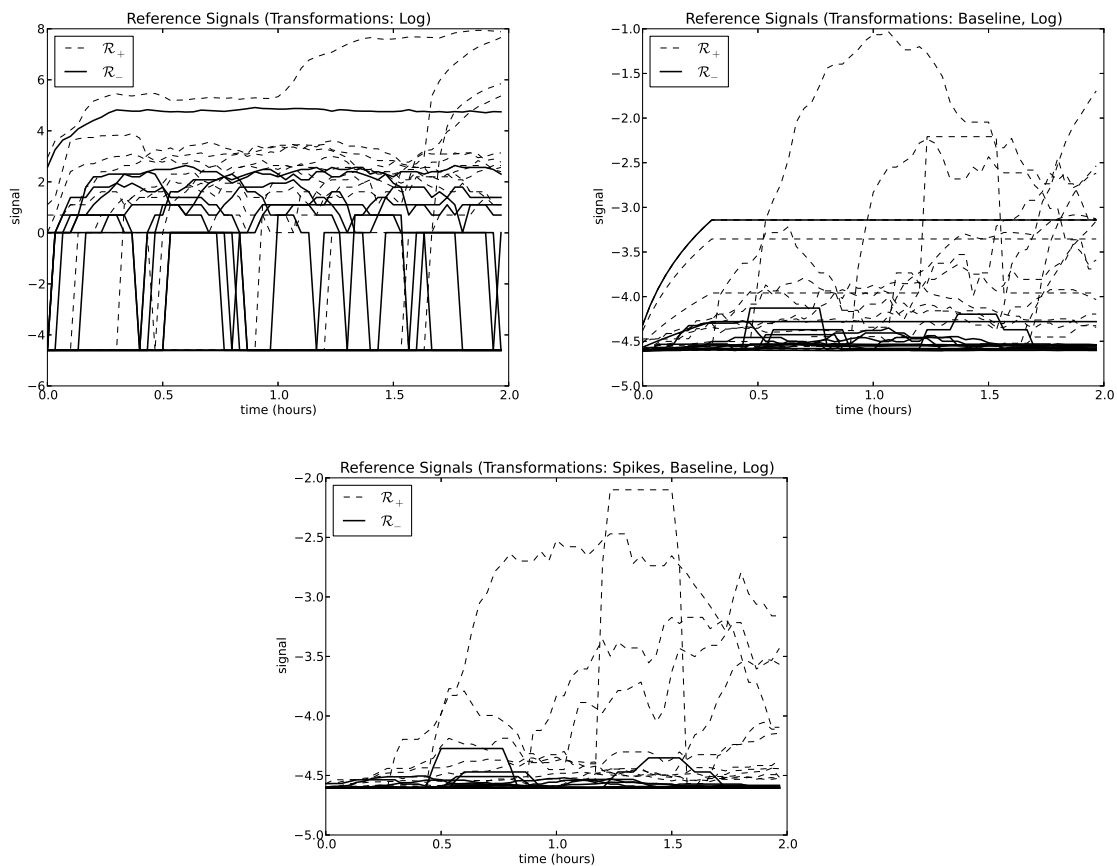 Reference Signals (Transformations: Log)
8
6
4
2
0
−2
−4
−6
signal
ℛ₊
ℛ₋
0.0 0.5 1.0 1.5 2.0
time (hours)
Reference Signals (Transformations: Baseline, Log)
−1.0
−1.5
−2.0
−2.5
−3.0
−3.5
−4.0
−4.5
−5.0
signal
ℛ₊
ℛ₋
0.0 0.5 1.0 1.5 2.0
time (hours)
Reference Signals (Transformations: Spikes, Baseline, Log)
−2.0
−2.5
−3.0
−3.5
−4.0
−4.5
−5.0
signal
ℛ₊
ℛ₋
0.0 0.5 1.0 1.5 2.0
time (hours)